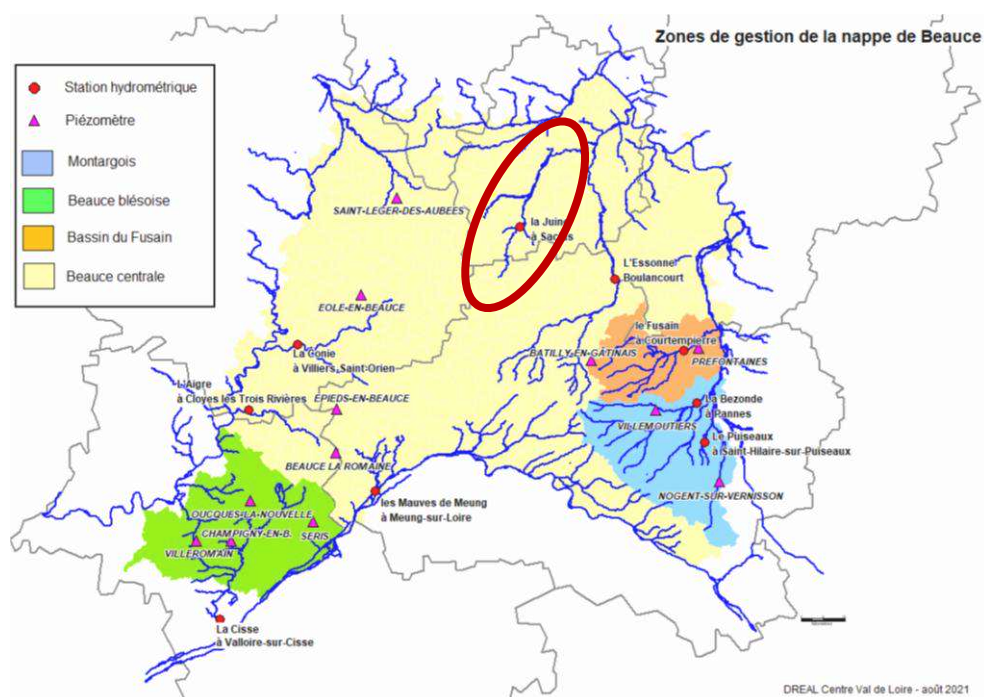 Zones de gestion de la nappe de Beauce
Station hydrométrique
Piézomètre
Montargois
Beauce blésoise
Bassin du Fusain
Beauce centrale
SAINT-LEGER-DES-AUBEES
la Juine
à Saclas
L'Essonne
Boulancourt
EOLE-EN-BEAUCE
le Fusain
à Courtempierre
La Conie
à Villiers Saint-Orien
BATILLY-EN-GÂTINAIS
PREFONTAINES
L'Aigre
à Cloyes les Trois Rivières
EPIEDS-EN-BEAUCE
La Bezonde
à Pannes
VILLEMOUTIERS
Le Puiseaux
à Saint-Hilaire-sur-Puiseaux
BEAUCE LA ROMAINE
NOGENT-SUR-VERNISSON
les Mauves de Meung
à Meung-sur-Loire
OUCQUES-LA-NOUVELLE
CHAMPIGNY-EN-B.
SERIS
VILLEROMAIN
La Cisse
à Valloire-sur-Cisse
DREAL Centre Val de Loire - août 2021